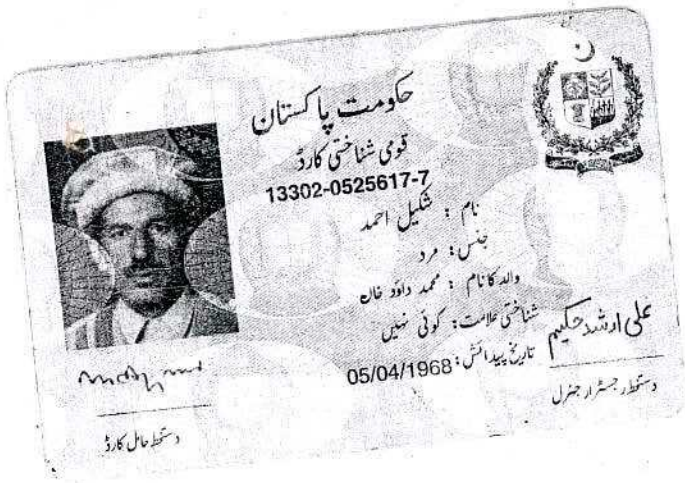 حکومت پاکستان
قومی شناختی کارڈ
13302-0525617-7
نام : شکیل احمد
جنس : مرد
والد کا نام : محمد داؤد خان
شناختی علامت : کوئی نہیں
تاریخ پیدائش : 05/04/1968
علی ارشد حکیم
دستخط رجسٹرار جنرل
دستخط حامل کارڈ